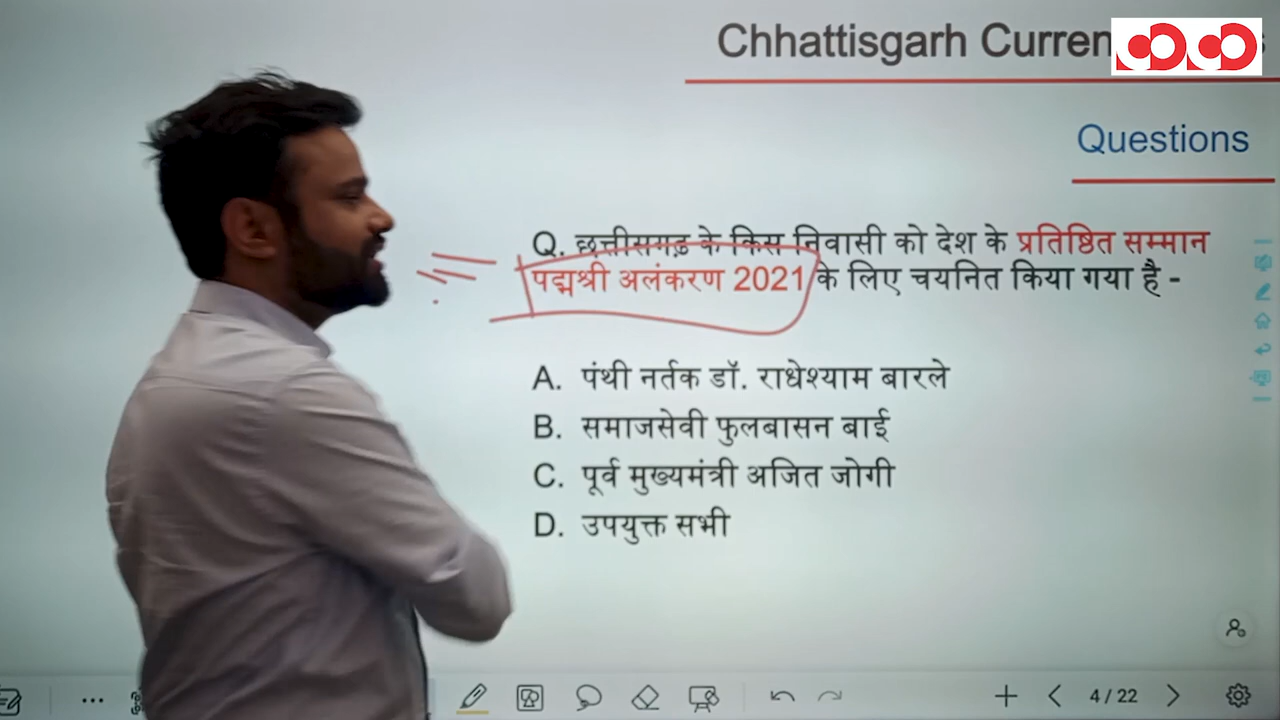 Chhattisgarh
Questions
Q. छत्तीसगढ़ के किस निवासी को देश के प्रतिष्ठित सम्मान
पद्मश्री अलंकरण 2021 के लिए चयनित किया गया है -
A. पंथी नर्तक डॉ. राधेश्याम बारले
B. समाजसेवी फुलबासन बाई
C. पूर्व मुख्यमंत्री अजित जोगी
D. उपयुक्त सभी
4 / 22